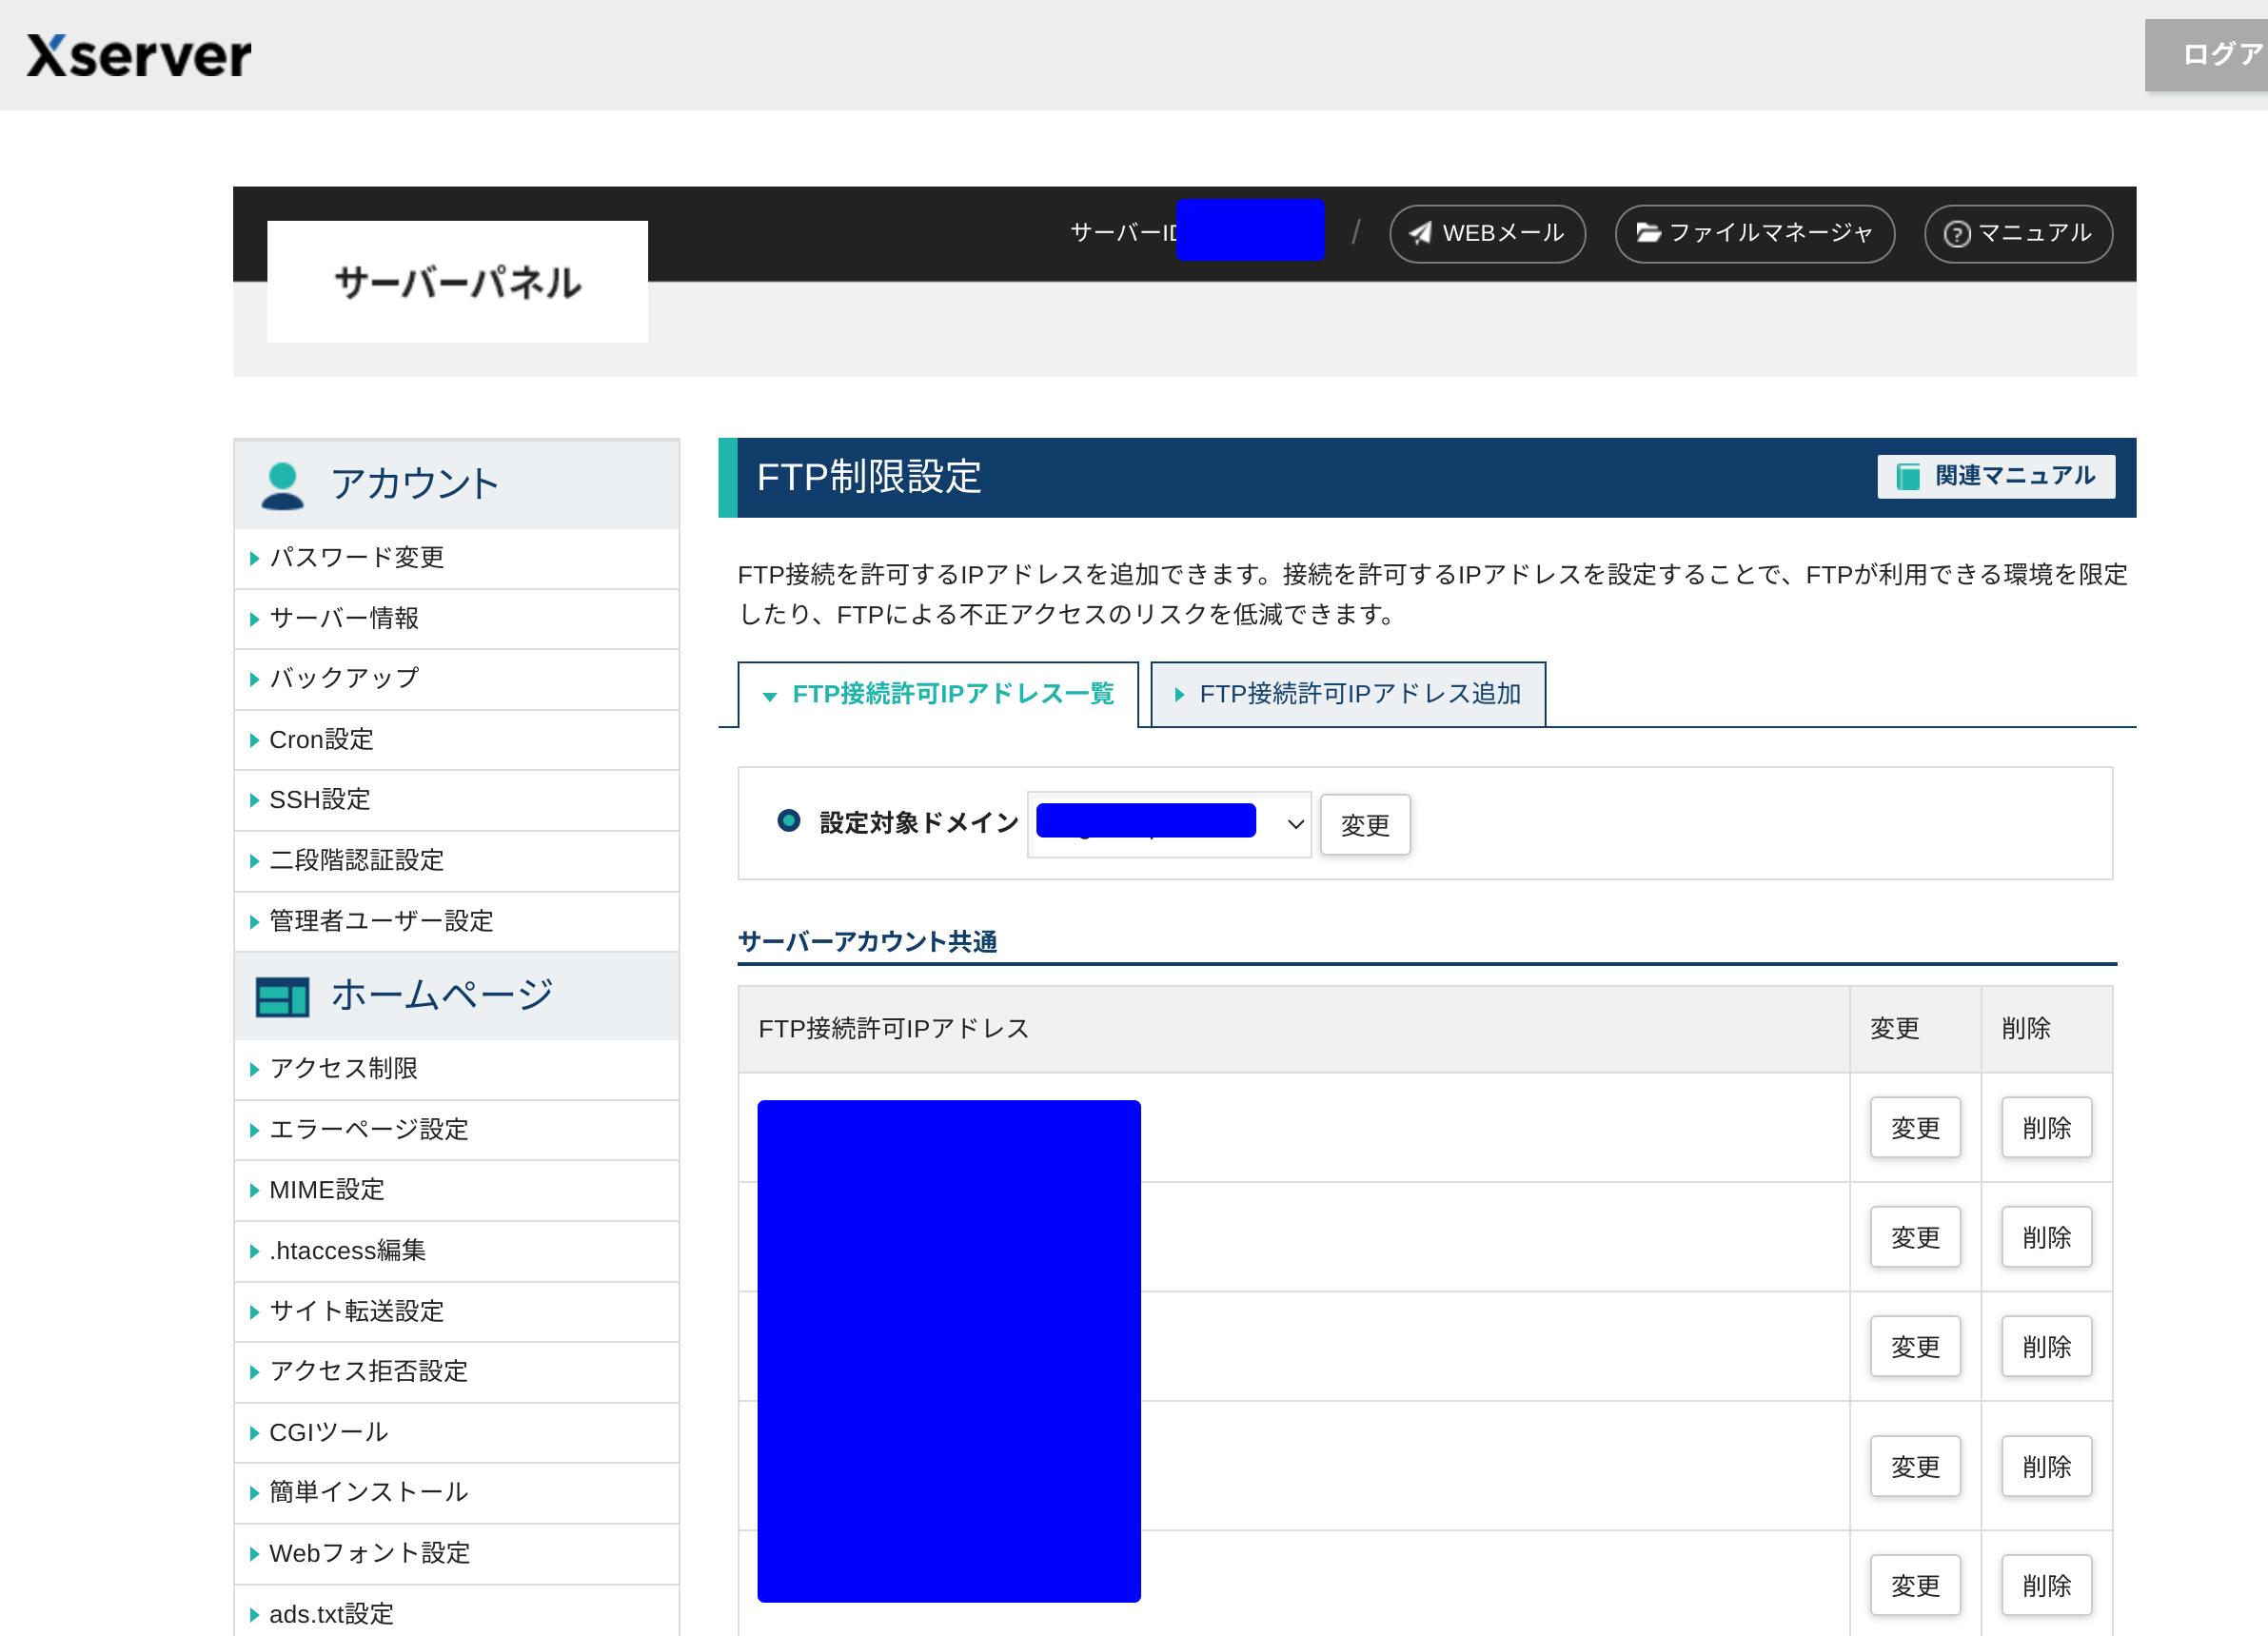 Xserver
ログア
サーバーパネル
サーバーID
/
WEBメール
ファイルマネージャ
マニュアル
アカウント
パスワード変更
サーバー情報
バックアップ
Cron設定
SSH設定
二段階認証設定
管理者ユーザー設定
ホームページ
アクセス制限
エラーページ設定
MIME設定
.htaccess編集
サイト転送設定
アクセス拒否設定
CGIツール
簡単インストール
Webフォント設定
ads.txt設定
FTP制限設定
関連マニュアル
FTP接続を許可するIPアドレスを追加できます。接続を許可するIPアドレスを設定することで、FTPが利用できる環境を限定
したり、FTPによる不正アクセスのリスクを低減できます。
FTP接続許可IPアドレス一覧
FTP接続許可IPアドレス追加
設定対象ドメイン
変更
サーバーアカウント共通
FTP接続許可IPアドレス 変更 削除
変更 削除
変更 削除
変更 削除
変更 削除
変更 削除